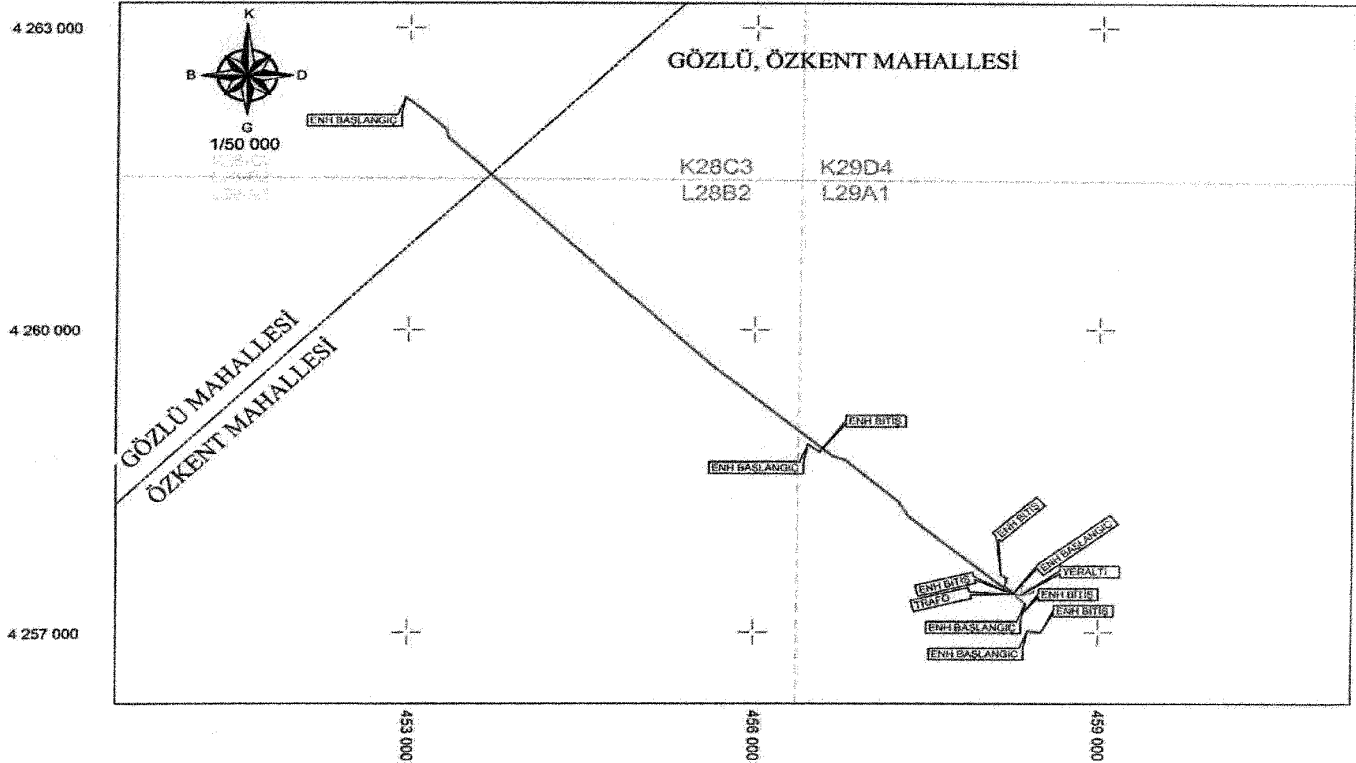 4 263 000
K
B
D
G
1/50 000
GÖZLÜ, ÖZKENT MAHALLESİ
ENH BAŞLANGIÇ
K28C3
K29D4
L28B2
L29A1
4 260 000
GÖZLÜ MAHALLESİ
ÖZKENT MAHALLESİ
ENH BİTİŞ
ENH BAŞLANGIÇ
ENH BİTİŞ
ENH BAŞLANGIÇ
YERALTI
ENH BİTİŞ
TRAFO
ENH BİTİŞ
ENH BİTİŞ
ENH BAŞLANGIÇ
ENH BAŞLANGIÇ
4 257 000
453 000
456 000
459 000